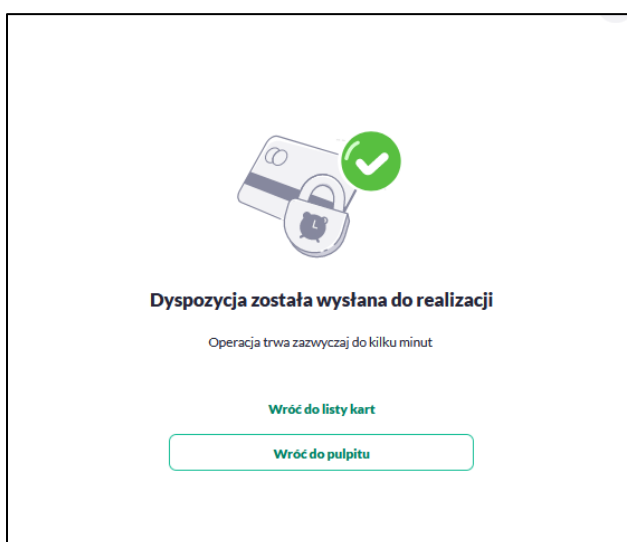 Dyspozycja została wysłana do realizacji
Operacja trwa zazwyczaj do kilku minut
Wróć do listy kart
Wróć do pulpitu